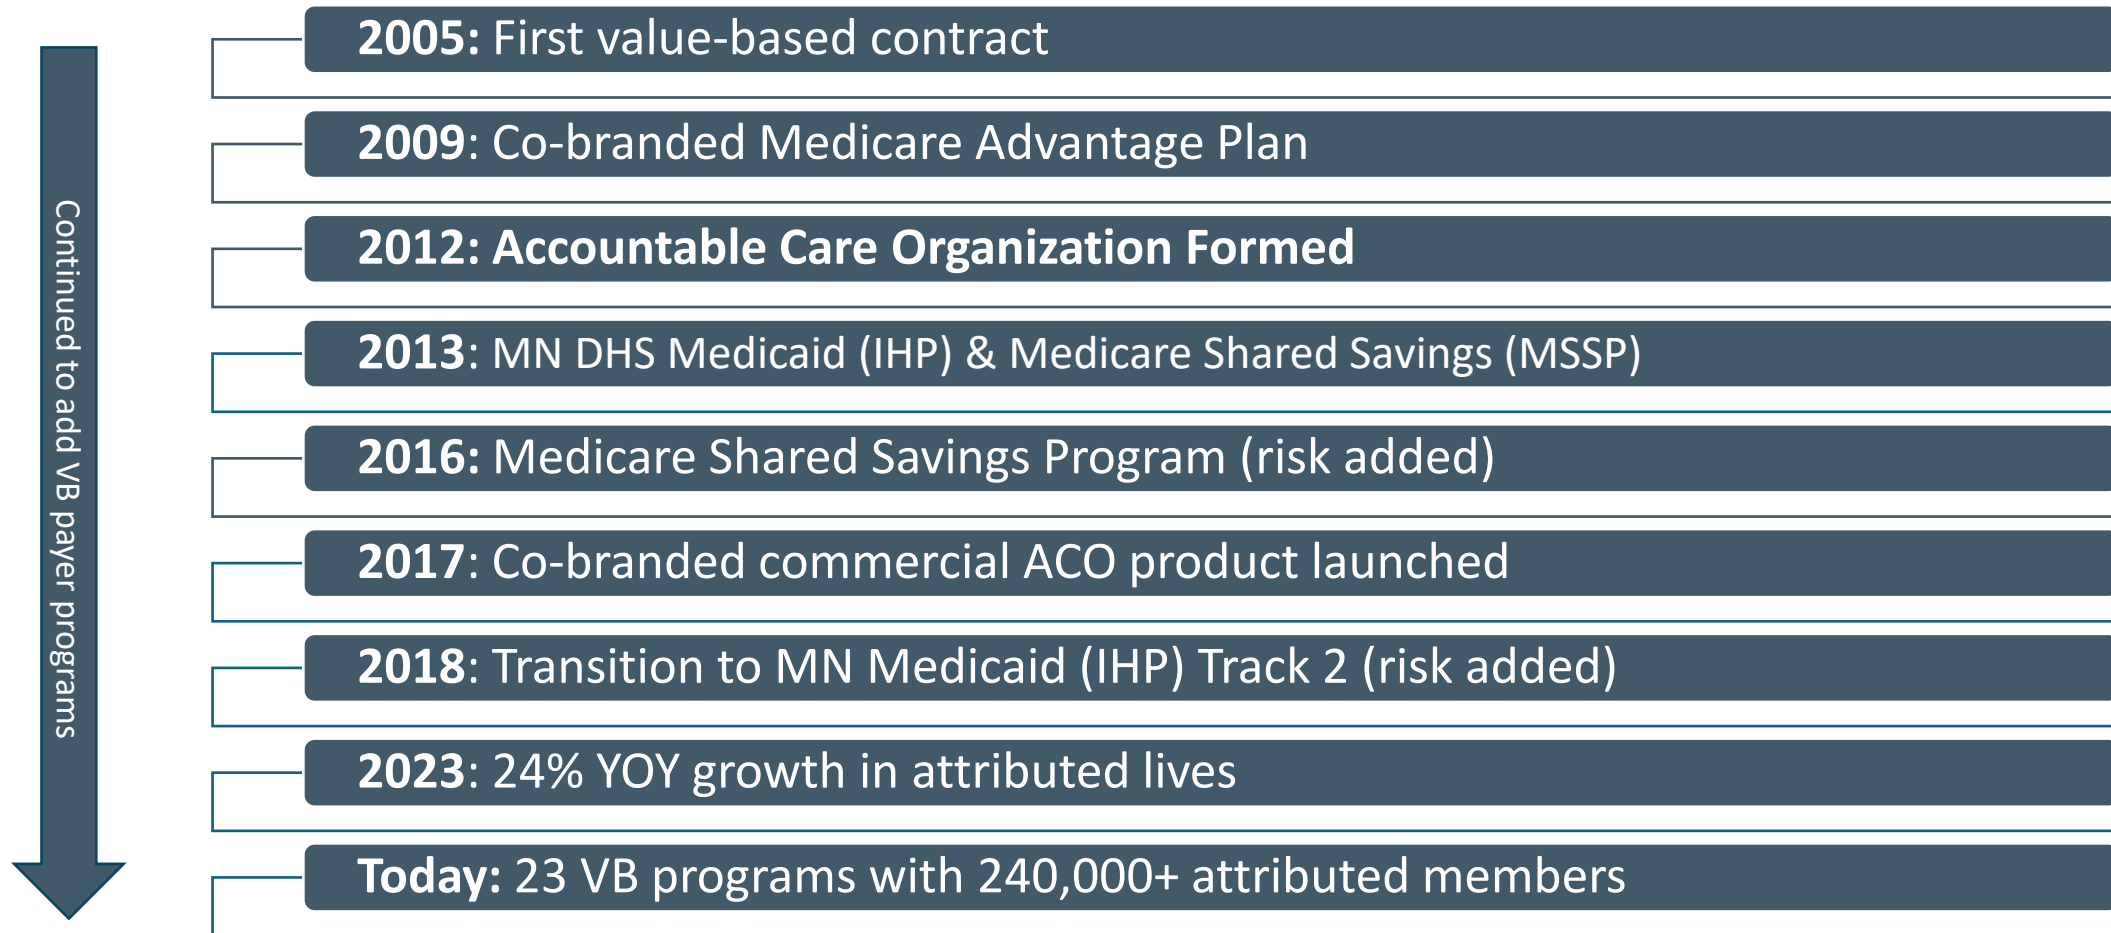 Continued to add VB payer programs
2005: First value-based contract
2009: Co-branded Medicare Advantage Plan
2012: Accountable Care Organization Formed
2013: MN DHS Medicaid (IHP) & Medicare Shared Savings (MSSP)
2016: Medicare Shared Savings Program (risk added)
2017: Co-branded commercial ACO product launched
2018: Transition to MN Medicaid (IHP) Track 2 (risk added)
2023: 24% YOY growth in attributed lives
Today: 23 VB programs with 240,000+ attributed members